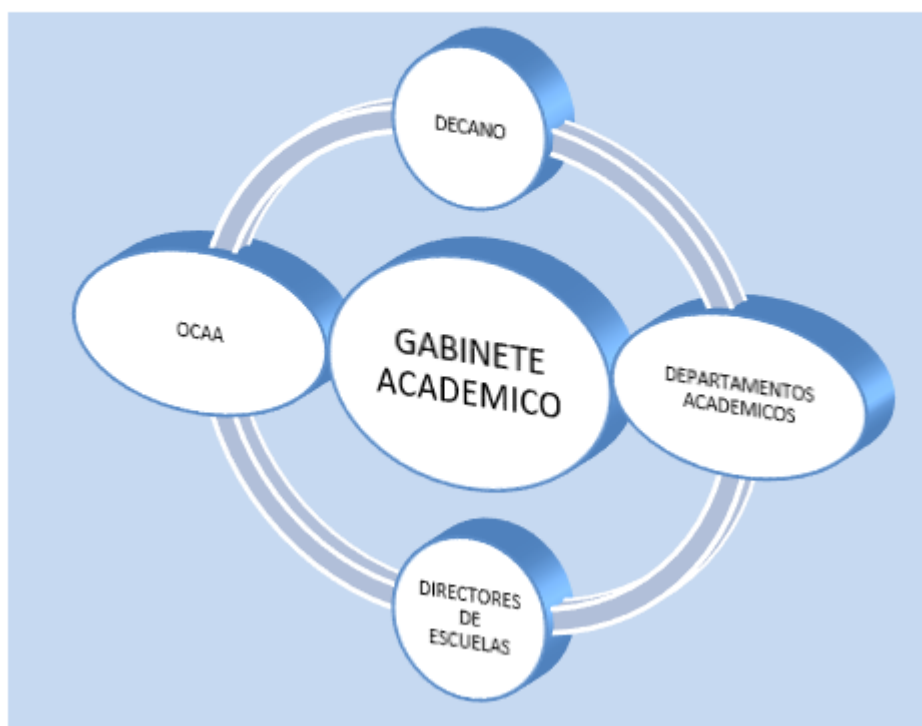 DECANO
OCAA
GABINETE
ACADEMICO
DEPARTAMENTOS
ACADEMICOS
DIRECTORES
DE
ESCUELAS